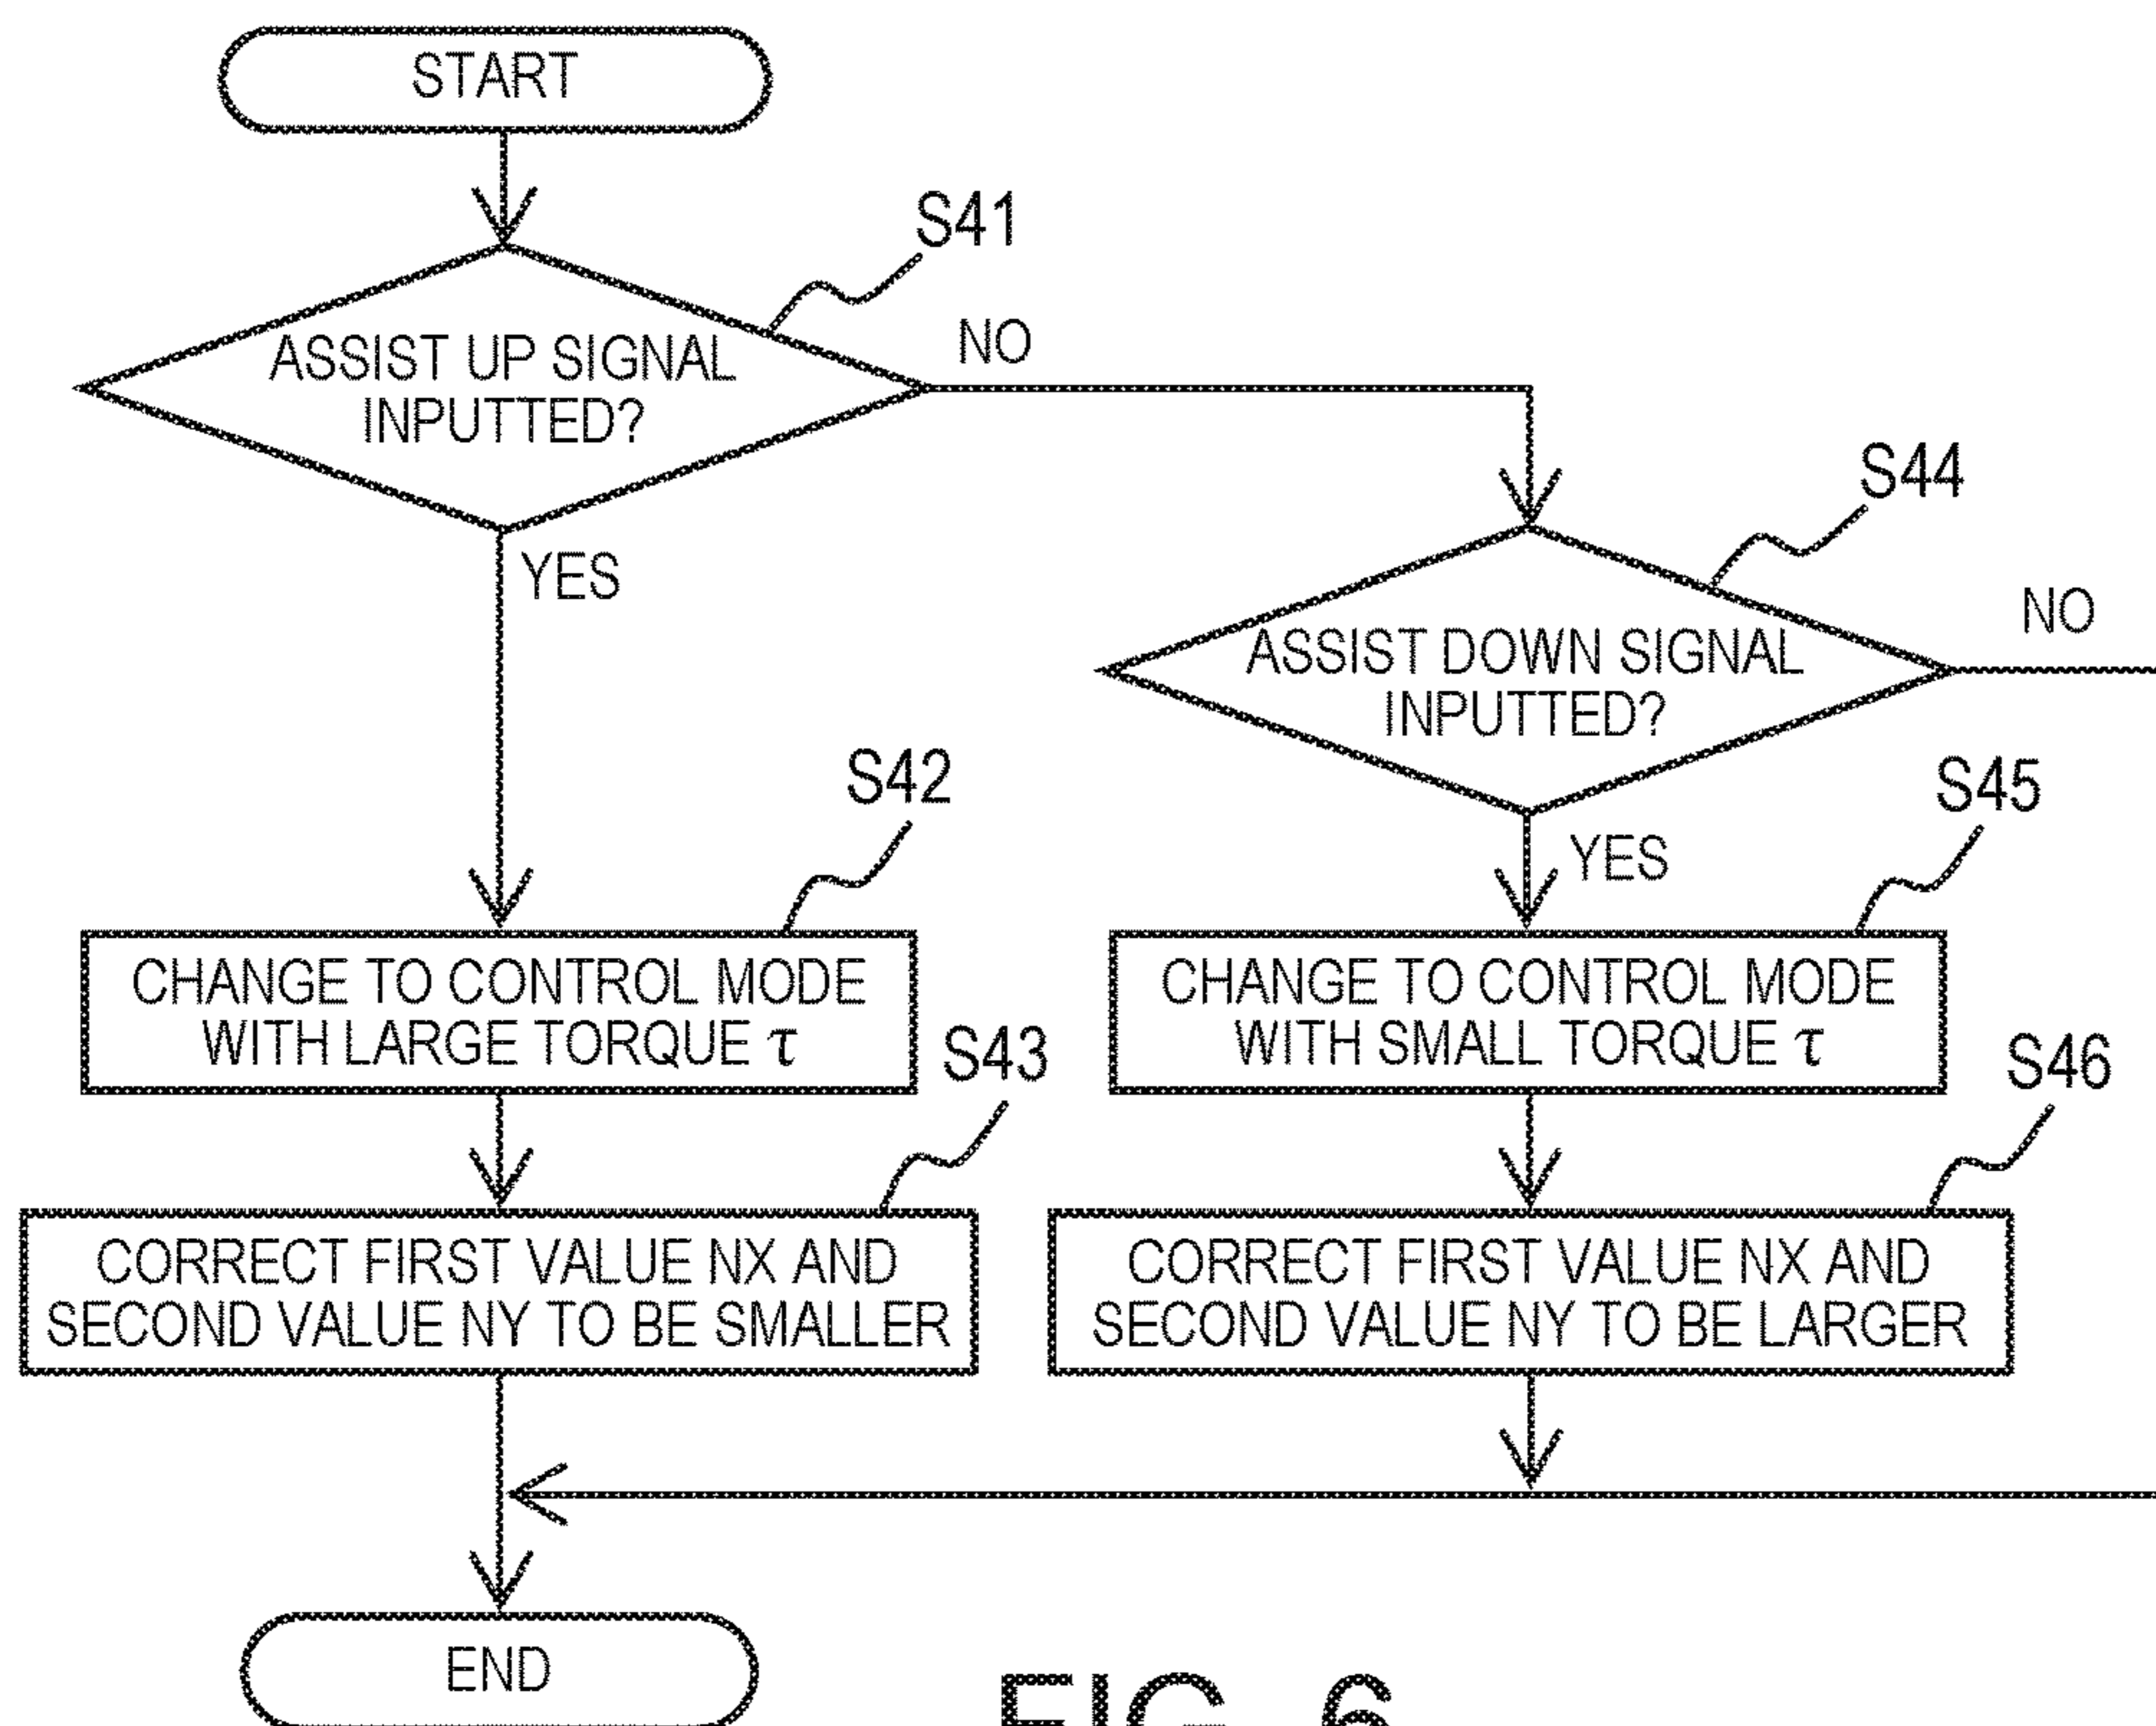 START
S41
ASSIST UP SIGNAL
INPUTTED?
NO
YES
S44
ASSIST DOWN SIGNAL
INPUTTED?
NO
YES
S42
CHANGE TO CONTROL MODE
WITH LARGE TORQUE τ
S45
CHANGE TO CONTROL MODE
WITH SMALL TORQUE τ
S43
CORRECT FIRST VALUE NX AND
SECOND VALUE NY TO BE SMALLER
S46
CORRECT FIRST VALUE NX AND
SECOND VALUE NY TO BE LARGER
END
FIG. 6